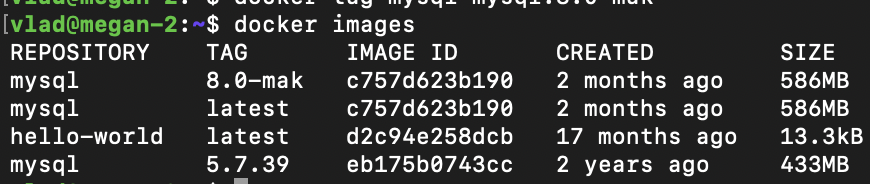 vlad@megan-2:~$ docker tag mysql mysql:8.0-mak
[vlad@megan-2:~$ docker images
REPOSITORY TAG IMAGE ID CREATED SIZE
mysql 8.0-mak c757d623b190 2 months ago 586MB
mysql latest c757d623b190 2 months ago 586MB
hello-world latest d2c94e258dcb 17 months ago 13.3kB
mysql 5.7.39 eb175b0743cc 2 years ago 433MB